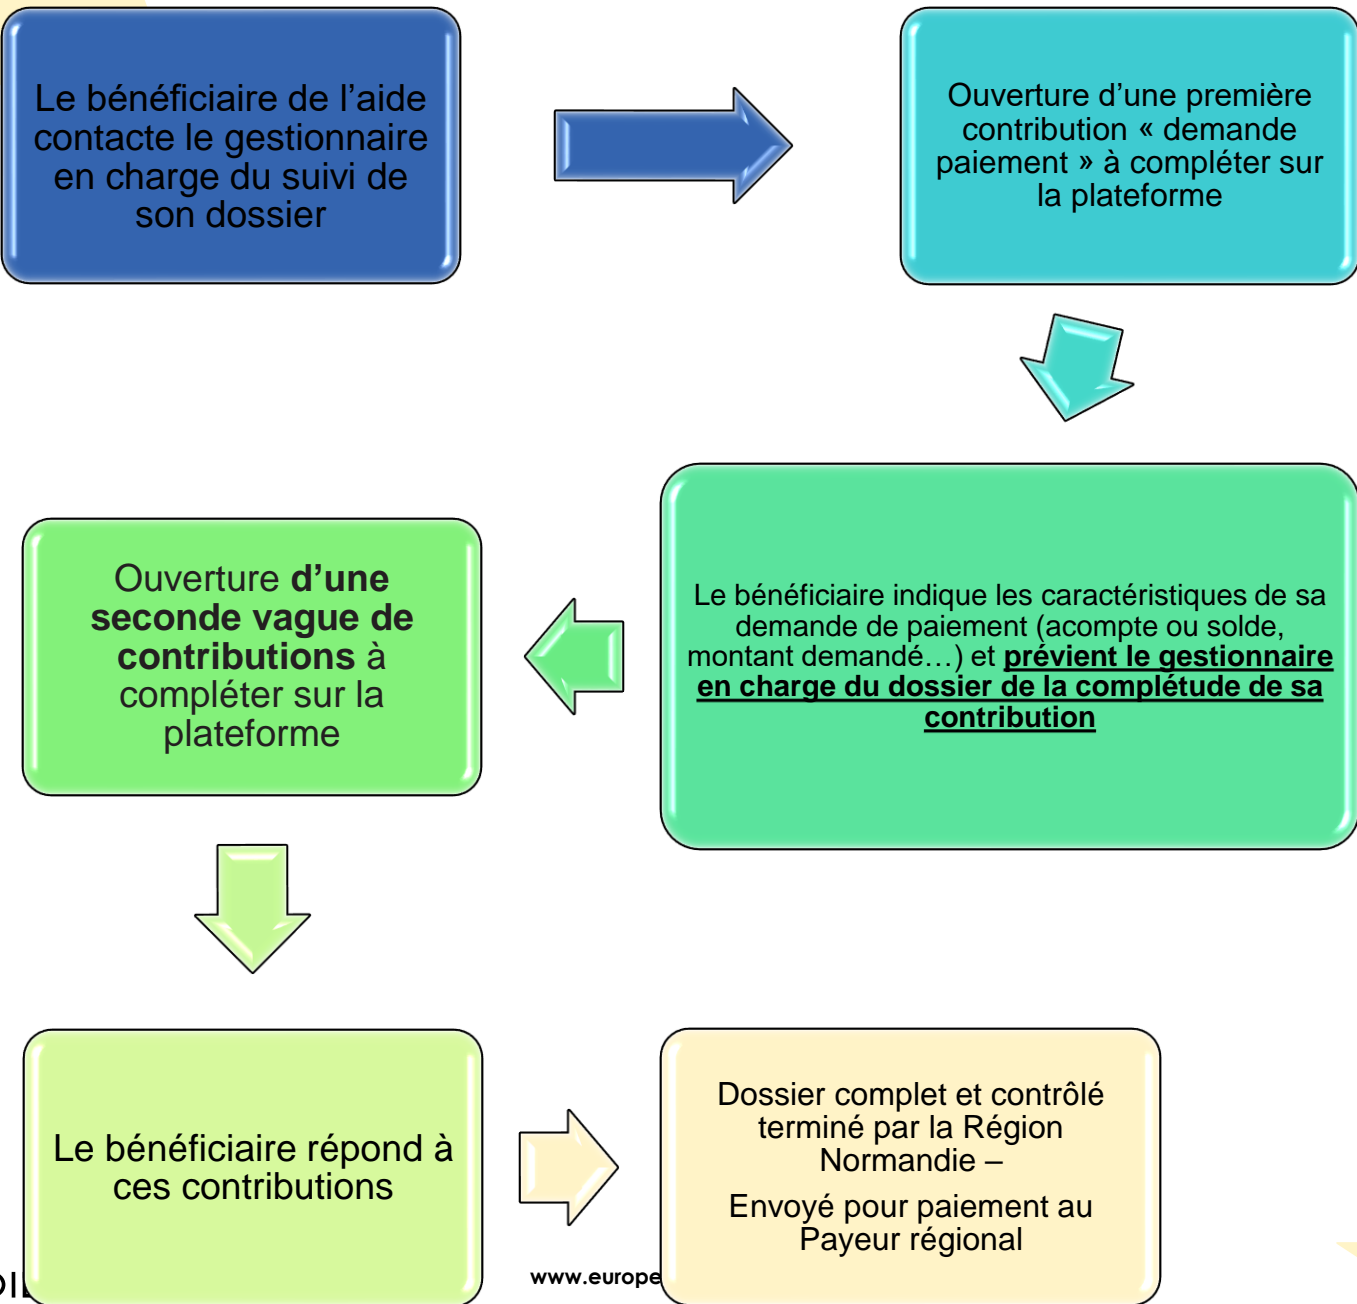 Le bénéficiaire de l’aide
contacte le gestionnaire
en charge du suivi de
son dossier
Ouverture d’une première
contribution « demande
paiement » à compléter sur
la plateforme
Le bénéficiaire indique les caractéristiques de sa
demande de paiement (acompte ou solde,
montant demandé…) et prévient le gestionnaire
en charge du dossier de la complétude de sa
contribution
Ouverture d’une
seconde vague de
contributions à
compléter sur la
plateforme
Le bénéficiaire répond à
ces contributions
Dossier complet et contrôlé
terminé par la Région
Normandie –
Envoyé pour paiement au
Payeur régional
www.europe